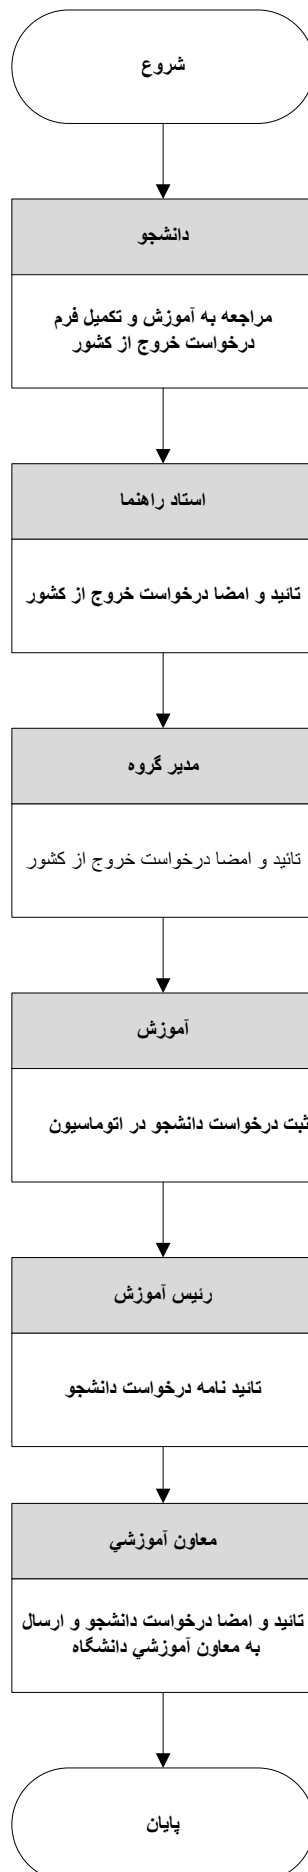 شروع
دانشجو
مراجعه به آموزش و تکمیل فرم
درخواست خروج از کشور
استاد راهنما
تائید و امضا درخواست خروج از کشور
مدیر گروه
تائید و امضا درخواست خروج از کشور
آموزش
ثبت درخواست دانشجو در اتوماسیون
رئیس آموزش
تائید نامه درخواست دانشجو
معاون آموزشي
تائید و امضا درخواست دانشجو و ارسال
به معاون آموزشي دانشگاه
پایان